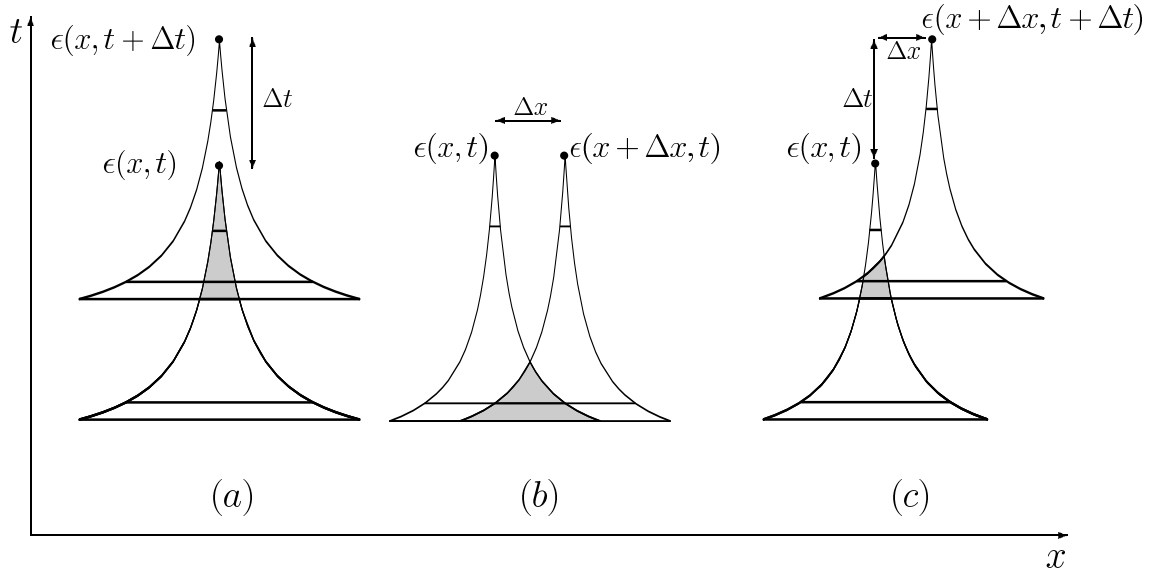 t
ϵ(x, t + Δt)
Δt
ϵ(x, t)
(a)
Δx
ϵ(x, t)
ϵ(x + Δx, t)
(b)
ϵ(x + Δx, t + Δt)
Δx
Δt
ϵ(x, t)
(c)
x